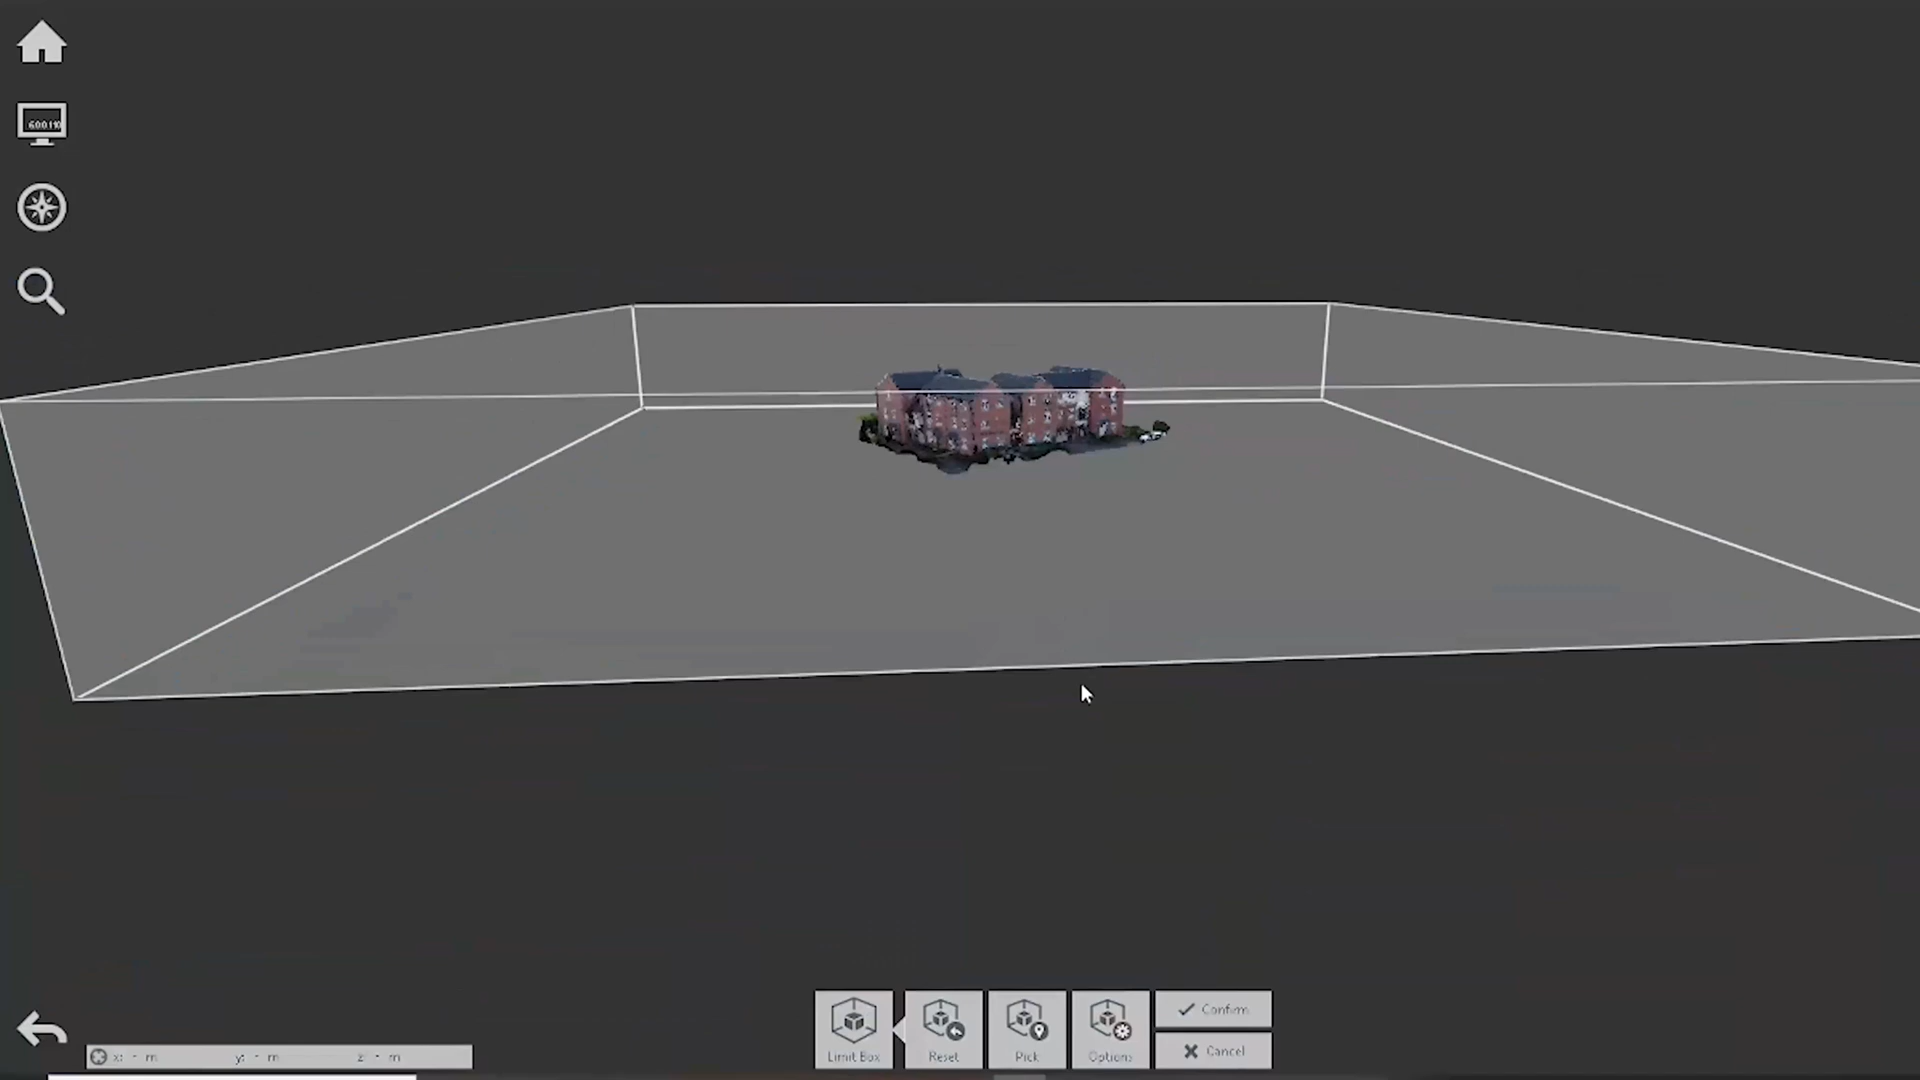 x: - m y: - m z: - m
Limit Box
Reset
Pick
Options
Confirm
Cancel